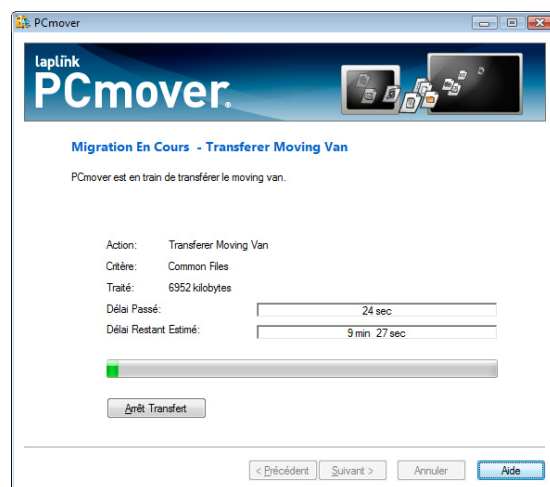 PCmover
laplink
PCmover®
Migration En Cours - Transferer Moving Van
PCmover est en train de transférer le moving van.
Action: Transferer Moving Van
Critère: Common Files
Traité: 6952 kilobytes
Délai Passé: 24 sec
Délai Restant Estimé: 9 min 27 sec
Arrêt Transfert
< Précédent Suivant > Annuler Aide